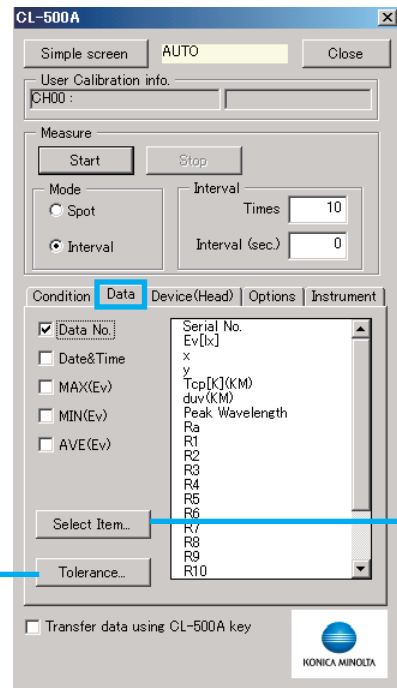 CL-500A
Simple screen AUTO Close
User Calibration info.
CH00 :
Measure
Start Stop
Mode Interval
Spot Times 10
Interval Interval (sec.) 0
Condition Data Device(Head) Options Instrument
Data No.
Date&Time
MAX(Ev)
MIN(Ev)
AVE(Ev)
Serial No.
Ev[lx]
x
y
Tcp[K](KM)
duv(KM)
Peak Wavelength
Ra
R1
R2
R3
R4
R5
R6
R7
R8
R9
R10
Select Item...
Tolerance...
Transfer data using CL-500A key
KONICA MINOLTA